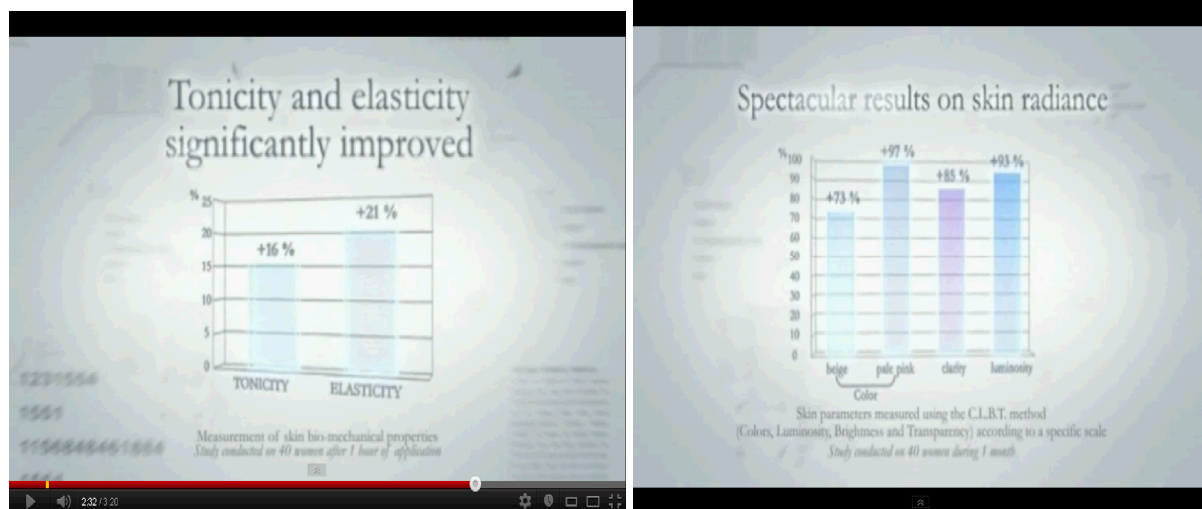 Tonicity and elasticity
significantly improved
%
25
+21 %
20
+16 %
15
10
5
0
TONICITY
ELASTICITY
1231554
1551
Measurement of skin bio-mechanical properties
Study conducted on 40 women after 1 hour of application
2:32 / 3:20
Spectacular results on skin radiance
%
100
+97 %
+93 %
90
+85 %
80
+73 %
70
60
50
40
30
20
10
0
beige pale pink clarity luminosity
Color
Skin parameters measured using the C.L.B.T. method
(Colors, Luminosity, Brightness and Transparency) according to a specific scale
Study conducted on 40 women during 1 month